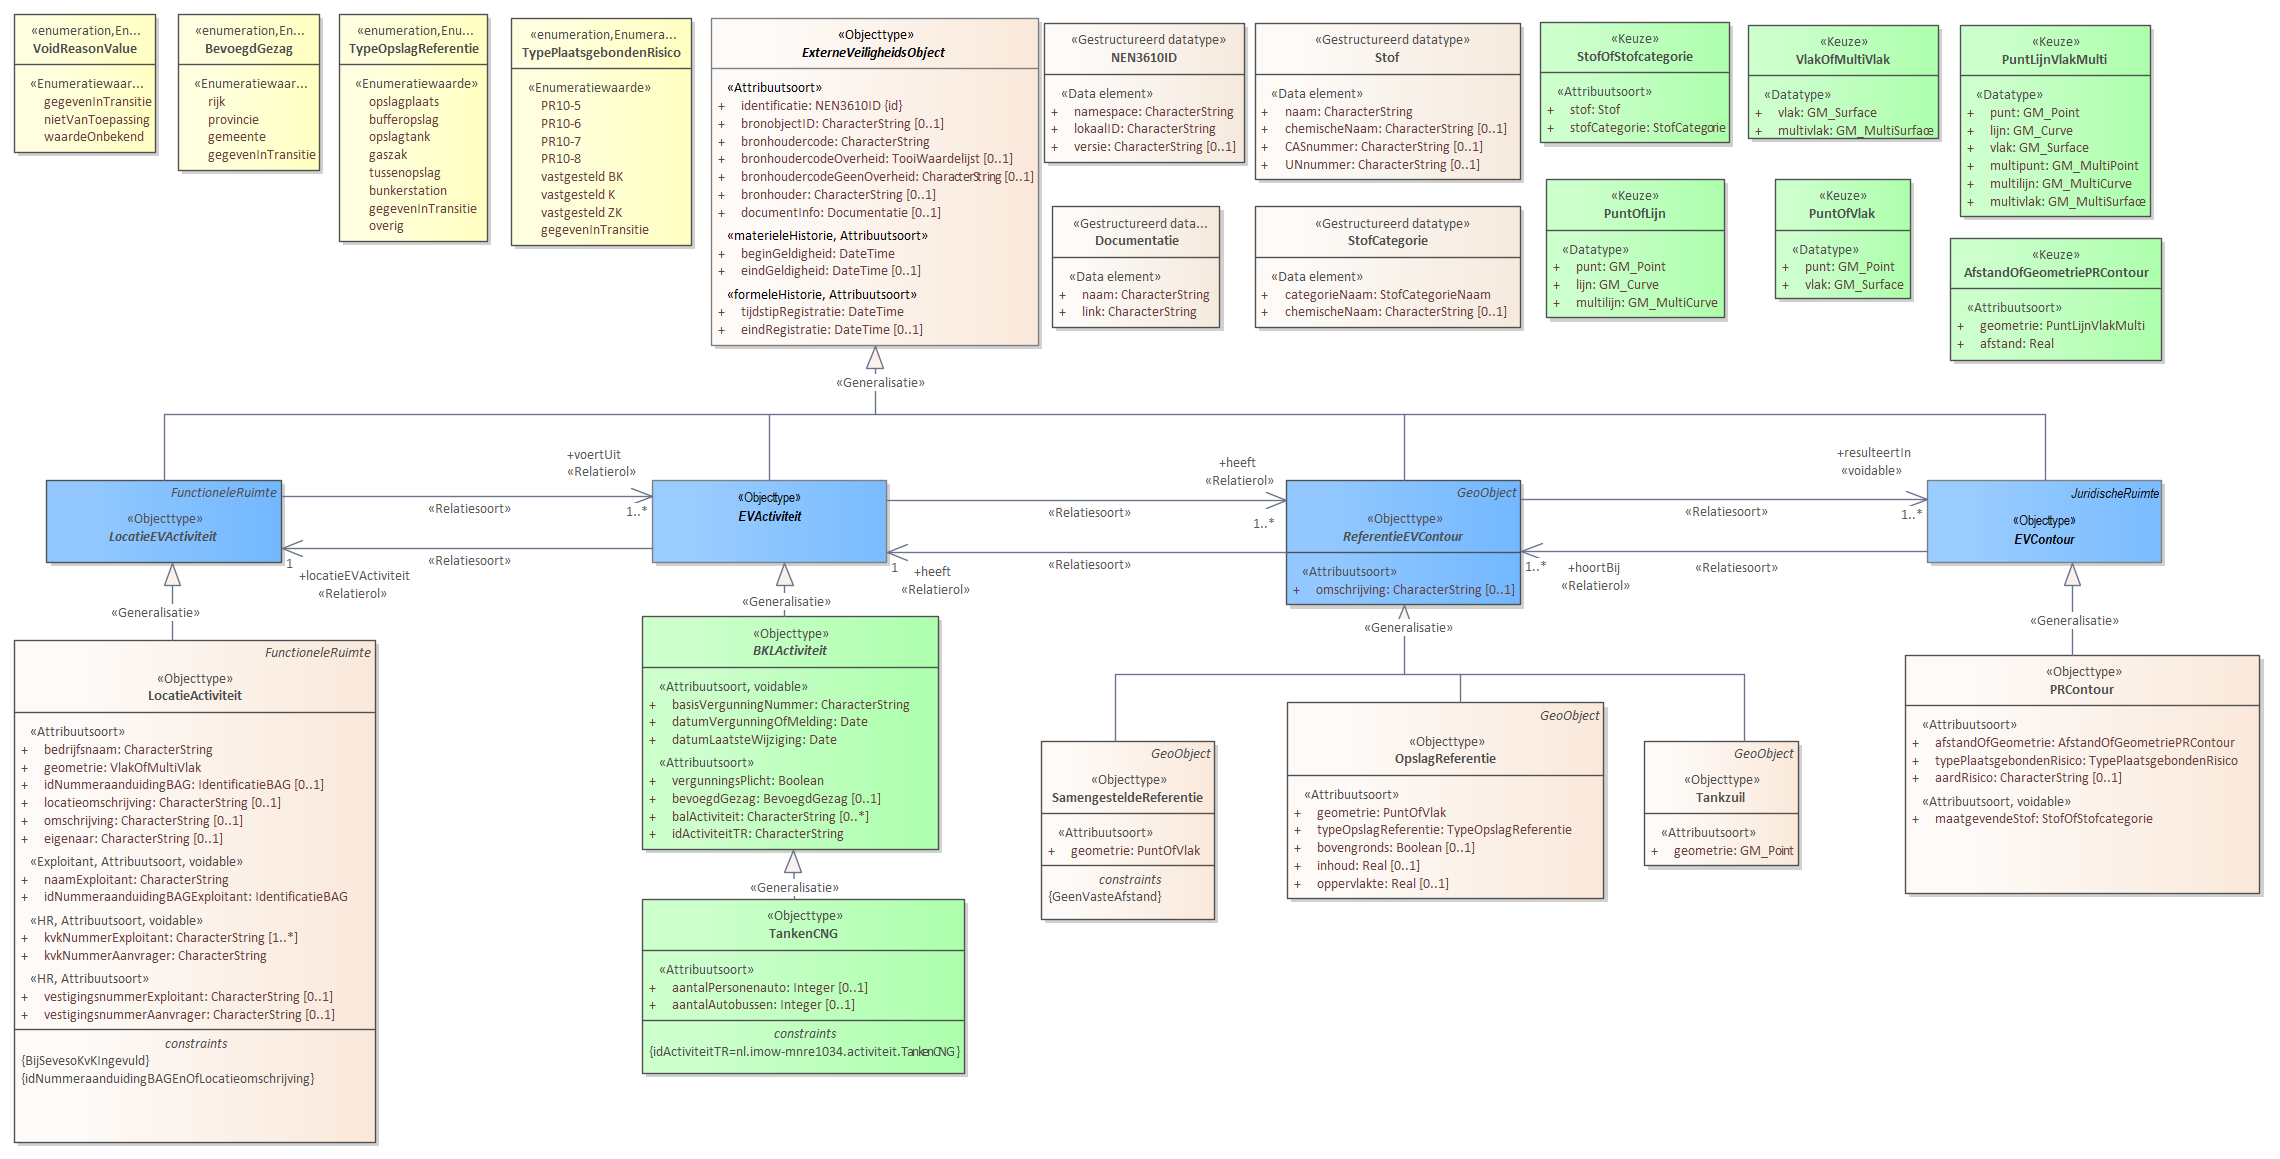 «enumeration,En...
VoidReasonValue
«Enumeratiewaar...
gegevenInTransitie
nietVanToepassing
waardeOnbekend
«enumeration,En...
BevoegdGezag
«Enumeratiewaar...
rijk
provincie
gemeente
gegevenInTransitie
«enumeration,Enu...
TypeOpslagReferentie
«Enumeratiewaarde»
opslagplaats
bufferopslag
opslagtank
gaszak
tussenopslag
bunkerstation
gegevenInTransitie
overig
«enumeration,Enumera...
TypePlaatsgebondenRisico
«Enumeratiewaarde»
PR10-5
PR10-6
PR10-7
PR10-8
vastgesteld BK
vastgesteld K
vastgesteld ZK
gegevenInTransitie
«Objecttype»
ExterneVeiligheidsObject
«Attribuutsoort»
+ identificatie: NEN3610ID {id}
+ bronobjectID: CharacterString [0..1]
+ bronhoudercode: CharacterString
+ bronhoudercodeOverheid: TooiWaardelijst [0..1]
+ bronhoudercodeGeenOverheid: CharacterString [0..1]
+ bronhouder: CharacterString [0..1]
+ documentInfo: Documentatie [0..1]
«materieleHistorie, Attribuutsoort»
+ beginGeldigheid: DateTime
+ eindGeldigheid: DateTime [0..1]
«formeleHistorie, Attribuutsoort»
+ tijdstipRegistratie: DateTime
+ eindRegistratie: DateTime [0..1]
«Gestructureerd datatype»
NEN3610ID
«Data element»
+ namespace: CharacterString
+ lokaalID: CharacterString
+ versie: CharacterString [0..1]
«Gestructureerd data...
Documentatie
«Data element»
+ naam: CharacterString
+ link: CharacterString
«Gestructureerd datatype»
Stof
«Data element»
+ naam: CharacterString
+ chemischeNaam: CharacterString [0..1]
+ CASnummer: CharacterString [0..1]
+ UNnummer: CharacterString [0..1]
«Gestructureerd datatype»
StofCategorie
«Data element»
+ categorieNaam: StofCategorieNaam
+ chemischeNaam: CharacterString [0..1]
«Keuze»
StofOfStofcategorie
«Attribuutsoort»
+ stof: Stof
+ stofCategorie: StofCategorie
«Keuze»
PuntOfLijn
«Datatype»
+ punt: GM_Point
+ lijn: GM_Curve
+ multilijn: GM_MultiCurve
«Keuze»
VlakOfMultiVlak
«Datatype»
+ vlak: GM_Surface
+ multivlak: GM_MultiSurface
«Keuze»
PuntOfVlak
«Datatype»
+ punt: GM_Point
+ vlak: GM_Surface
«Keuze»
PuntLijnVlakMulti
«Datatype»
+ punt: GM_Point
+ lijn: GM_Curve
+ vlak: GM_Surface
+ multipunt: GM_MultiPoint
+ multilijn: GM_MultiCurve
+ multivlak: GM_MultiSurface
«Keuze»
AfstandOfGeometriePRContour
«Attribuutsoort»
+ geometrie: PuntLijnVlakMulti
+ afstand: Real
«Generalisatie»
FunctioneleRuimte
«Objecttype»
LocatieEVActiviteit
+voertUit
«Relatierol»
«Relatiesoort»
1..*
«Relatiesoort»
1
+locatieEVActiviteit
«Relatierol»
«Objecttype»
EVActiviteit
+heeft
«Relatierol»
«Relatiesoort»
1..*
«Relatiesoort»
1
+heeft
«Relatierol»
GeoObject
«Objecttype»
ReferentieEVContour
«Attribuutsoort»
+ omschrijving: CharacterString [0..1]
+resulteertIn
«voidable»
«Relatiesoort»
1..*
«Relatiesoort»
1..*
+hoortBij
«Relatierol»
JuridischeRuimte
«Objecttype»
EVContour
«Generalisatie»
«Generalisatie»
«Generalisatie»
«Generalisatie»
FunctioneleRuimte
«Objecttype»
LocatieActiviteit
«Attribuutsoort»
+ bedrijfsnaam: CharacterString
+ geometrie: VlakOfMultiVlak
+ idNummeraanduidingBAG: IdentificatieBAG [0..1]
+ locatieomschrijving: CharacterString [0..1]
+ omschrijving: CharacterString [0..1]
+ eigenaar: CharacterString [0..1]
«Exploitant, Attribuutsoort, voidable»
+ naamExploitant: CharacterString
+ idNummeraanduidingBAGExploitant: IdentificatieBAG
«HR, Attribuutsoort, voidable»
+ kvkNummerExploitant: CharacterString [1..*]
+ kvkNummerAanvrager: CharacterString
«HR, Attribuutsoort»
+ vestigingsnummerExploitant: CharacterString [0..1]
+ vestigingsnummerAanvrager: CharacterString [0..1]
constraints
{BijSevesoKvKIngevuld}
{idNummeraanduidingBAGEnOfLocatieomschrijving}
«Objecttype»
BKLActiviteit
«Attribuutsoort, voidable»
+ basisVergunningNummer: CharacterString
+ datumVergunningOfMelding: Date
+ datumLaatsteWijziging: Date
«Attribuutsoort»
+ vergunningsPlicht: Boolean
+ bevoegdGezag: BevoegdGezag [0..1]
+ balActiviteit: CharacterString [0..*]
+ idActiviteitTR: CharacterString
«Generalisatie»
«Objecttype»
TankenCNG
«Attribuutsoort»
+ aantalPersonenauto: Integer [0..1]
+ aantalAutobussen: Integer [0..1]
constraints
{idActiviteitTR=nl.imow-mnre1034.activiteit.TankenCNG}
GeoObject
«Objecttype»
SamengesteldeReferentie
«Attribuutsoort»
+ geometrie: PuntOfVlak
constraints
{GeenVasteAfstand}
GeoObject
«Objecttype»
OpslagReferentie
«Attribuutsoort»
+ geometrie: PuntOfVlak
+ typeOpslagReferentie: TypeOpslagReferentie
+ bovengronds: Boolean [0..1]
+ inhoud: Real [0..1]
+ oppervlakte: Real [0..1]
GeoObject
«Objecttype»
Tankzuil
«Attribuutsoort»
+ geometrie: GM_Point
«Objecttype»
PRContour
«Attribuutsoort»
+ afstandOfGeometrie: AfstandOfGeometriePRContour
+ typePlaatsgebondenRisico: TypePlaatsgebondenRisico
+ aardRisico: CharacterString [0..1]
«Attribuutsoort, voidable»
+ maatgevendeStof: StofOfStofcategorie